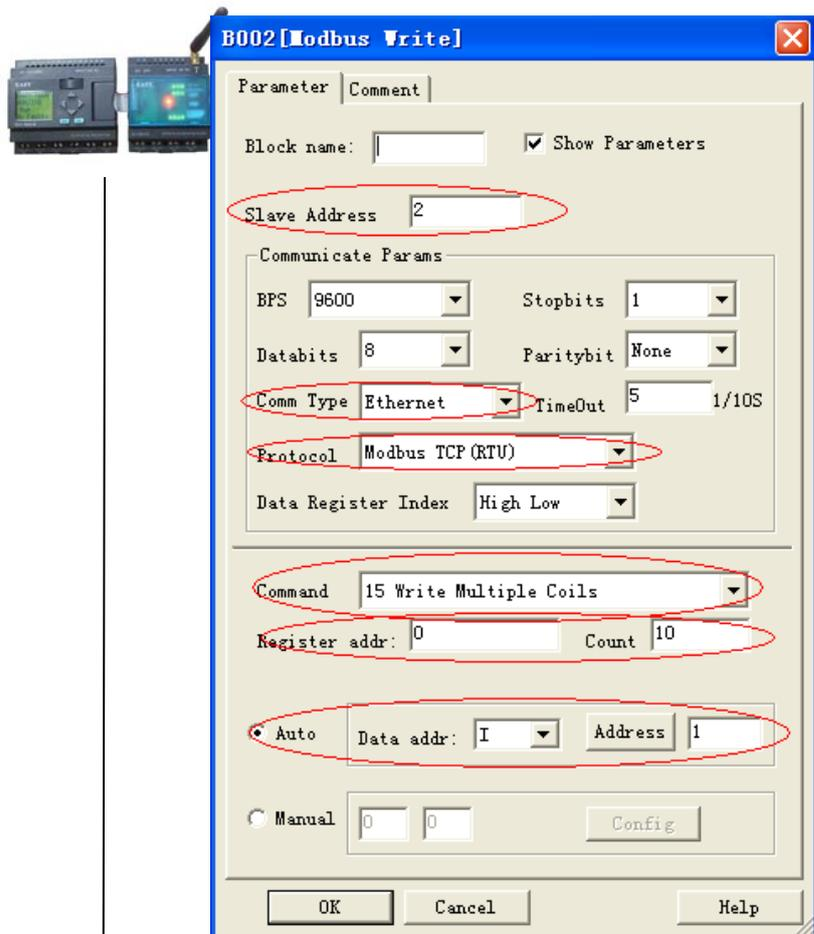 B002[Modbus Write]
Parameter Comment
Block name: Show Parameters
Slave Address 2
Communicate Params
BPS 9600 Stopbits 1
Databits 8 Paritybit None
Comm Type Ethernet TimeOut 5 1/10S
Protocol Modbus TCP(RTU)
Data Register Index High Low
Command 15 Write Multiple Coils
Register addr: 0 Count 10
Auto Data addr: I Address 1
Manual 0 0 Config
OK Cancel Help